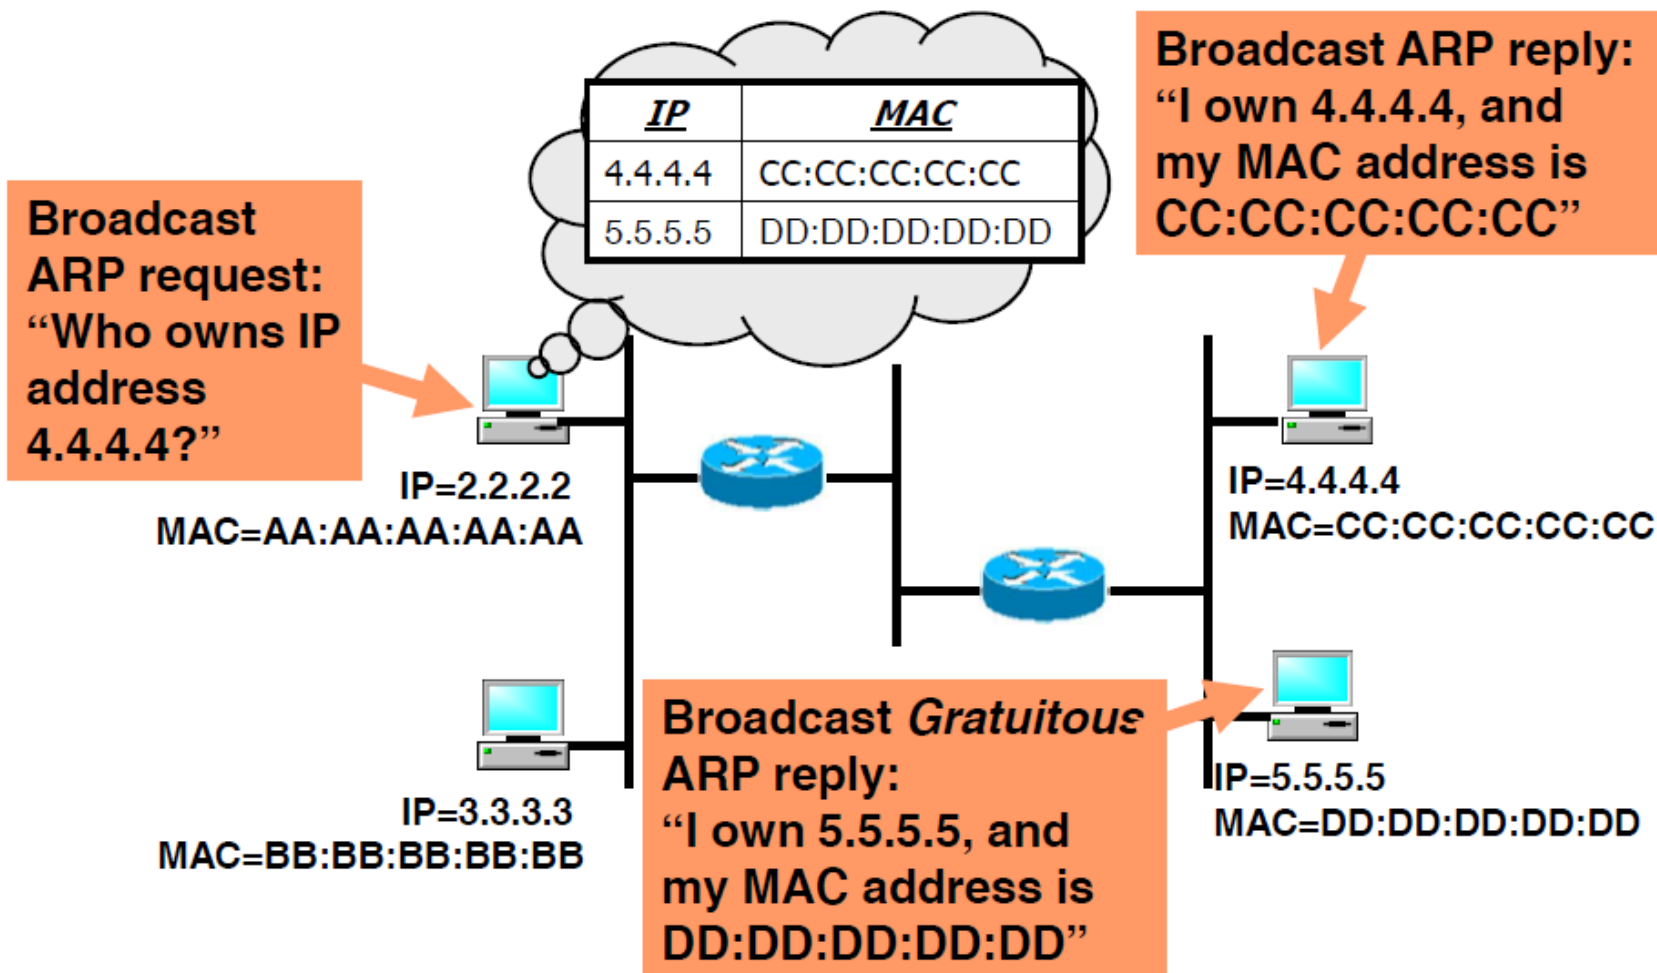 IP MAC
4.4.4.4 CC:CC:CC:CC:CC
5.5.5.5 DD:DD:DD:DD:DD
Broadcast ARP reply:
“I own 4.4.4.4, and
my MAC address is
CC:CC:CC:CC:CC”
Broadcast
ARP request:
“Who owns IP
address
4.4.4.4?”
IP=2.2.2.2
MAC=AA:AA:AA:AA:AA
IP=4.4.4.4
MAC=CC:CC:CC:CC:CC
IP=3.3.3.3
MAC=BB:BB:BB:BB:BB
Broadcast Gratuitous
ARP reply:
“I own 5.5.5.5, and
my MAC address is
DD:DD:DD:DD:DD”
IP=5.5.5.5
MAC=DD:DD:DD:DD:DD